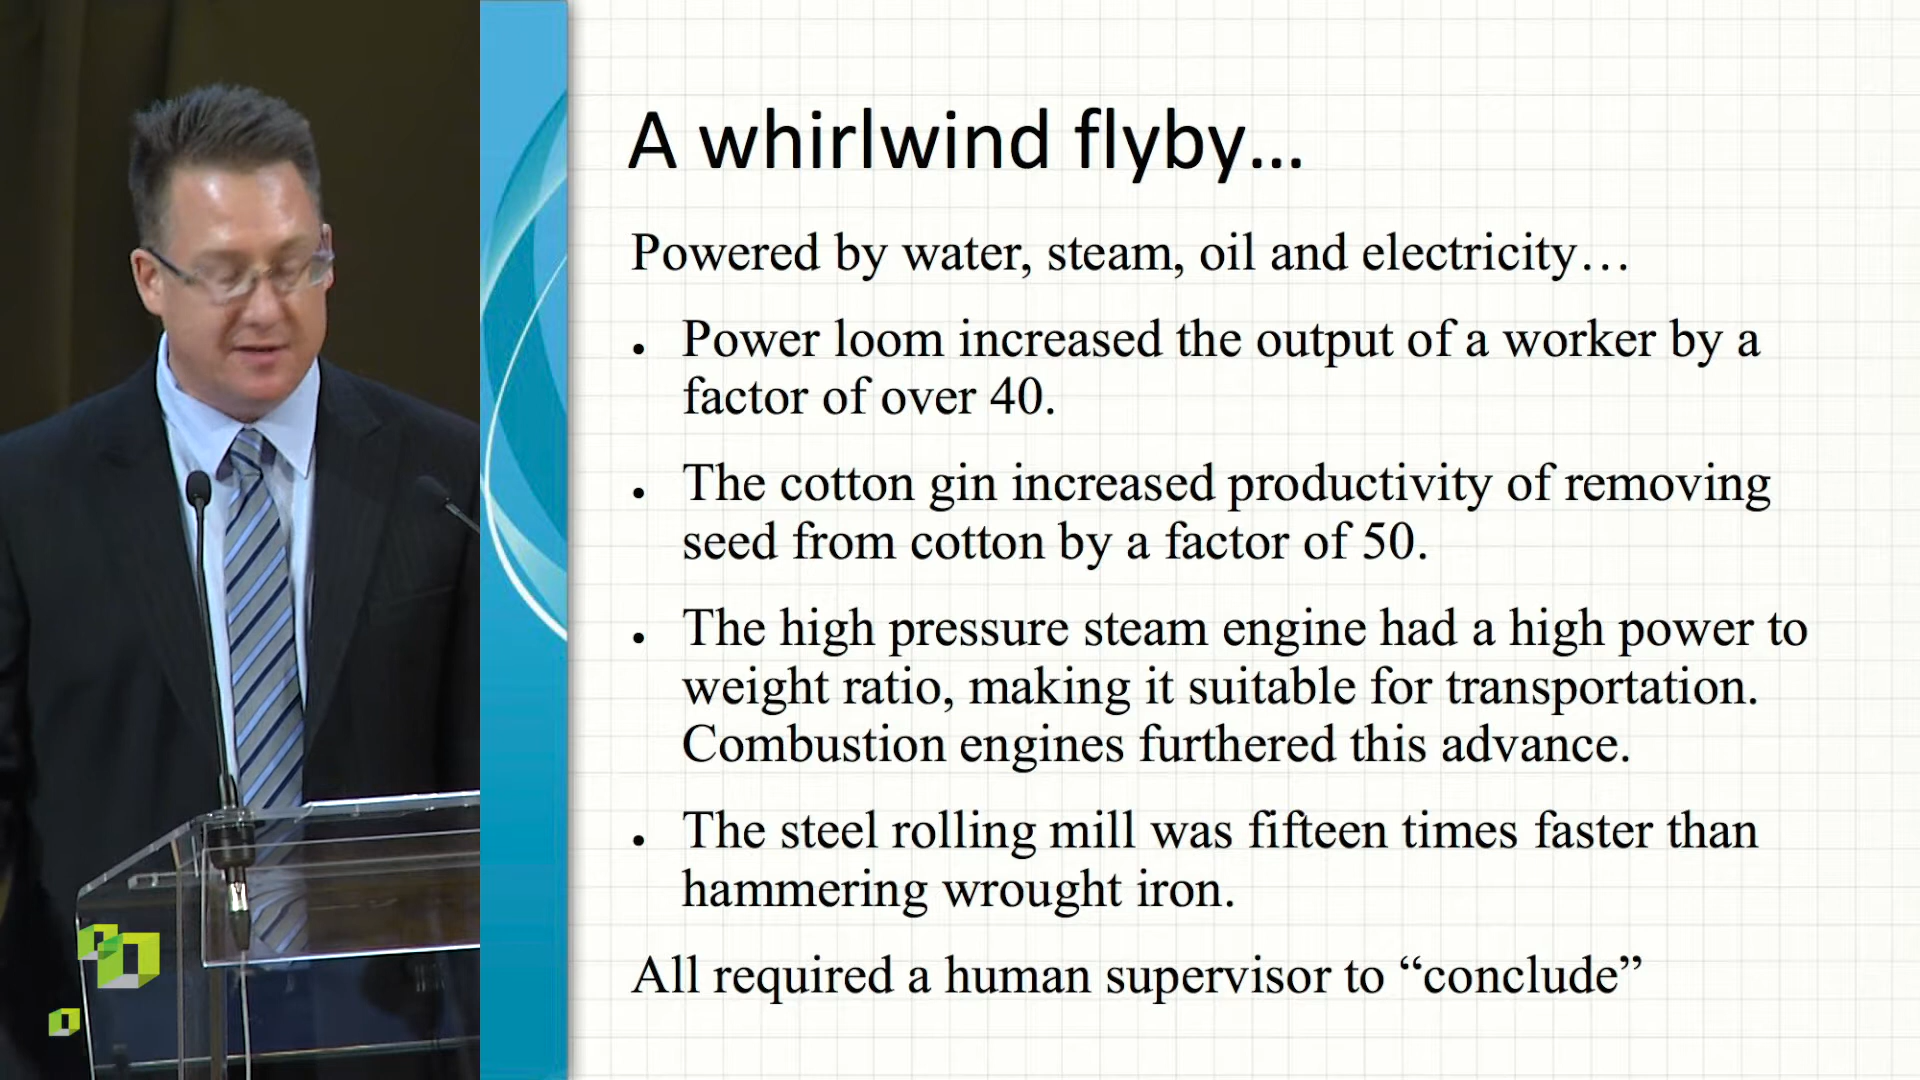 A whirlwind flyby…
Powered by water, steam, oil and electricity…
• Power loom increased the output of a worker by a
factor of over 40.
• The cotton gin increased productivity of removing
seed from cotton by a factor of 50.
• The high pressure steam engine had a high power to
weight ratio, making it suitable for transportation.
Combustion engines furthered this advance.
• The steel rolling mill was fifteen times faster than
hammering wrought iron.
All required a human supervisor to “conclude”